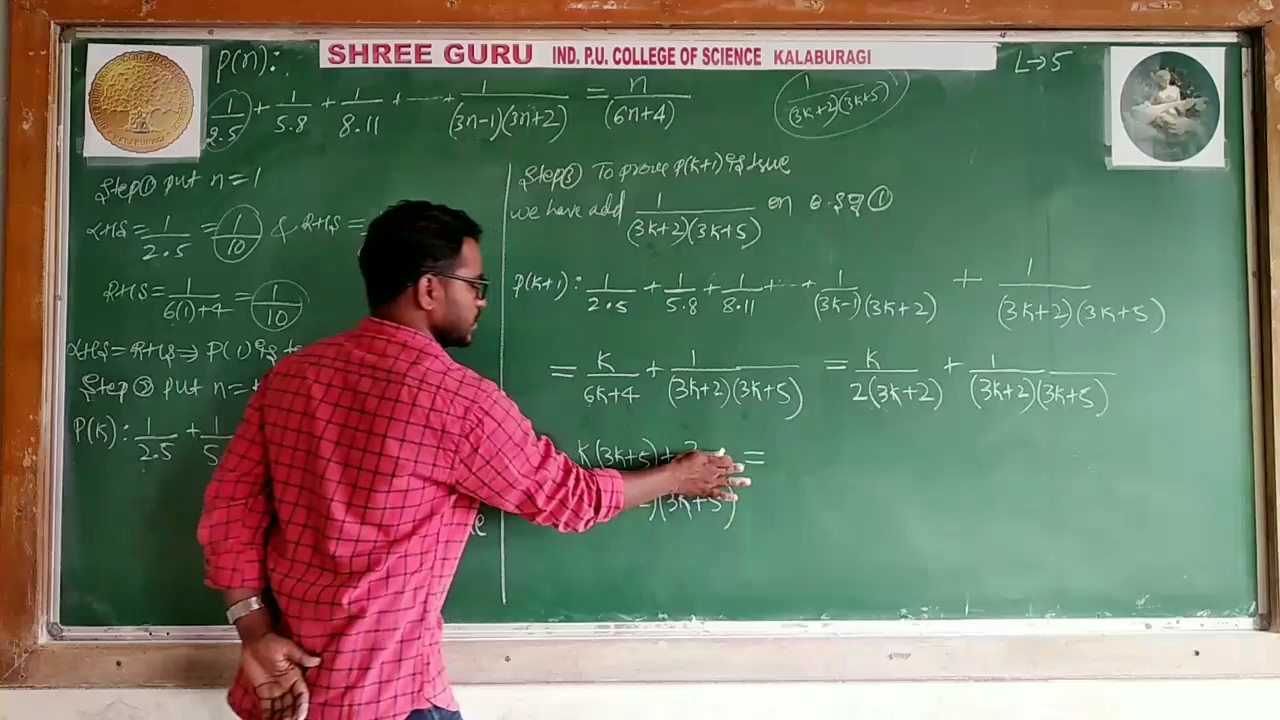 SHREE GURU IND. P.U. COLLEGE OF SCIENCE KALABURAGI
L→5
P(n):
1/2.5 + 1/5.8 + 1/8.11 + ----- + 1/(3n-1)(3n+2) = n/(6n+4)
1/(3k+2)(3k+5)
Step ① put n=1
LHS = 1/2.5 = 1/10 & RHS =
RHS = 1/6(1)+4 = 1/10
LHS = RHS ⇒ P(1) is
Step ② put n=
P(k): 1/2.5 + 1/5
Step ③ To prove P(k+1) is true
we have add 1/(3k+2)(3k+5) on ①
P(k+1): 1/2.5 + 1/5.8 + 1/8.11 + ---- + 1/(3k-1)(3k+2) + 1/(3k+2)(3k+5)
= k/6k+4 + 1/(3k+2)(3k+5) = k/2(3k+2) + 1/(3k+2)(3k+5)
k(3k+5)+2 =
)(3k+5)